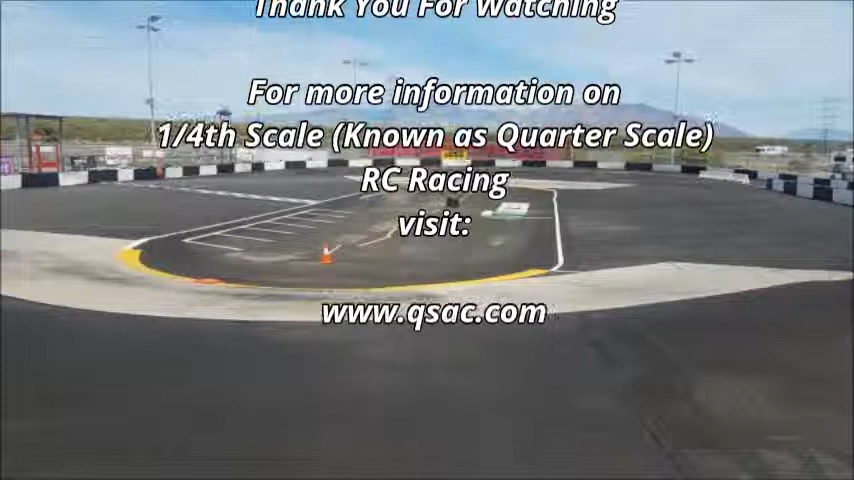 Thank You For Watching
For more information on
1/4th Scale (Known as Quarter Scale)
RC Racing
visit:
www.qsac.com